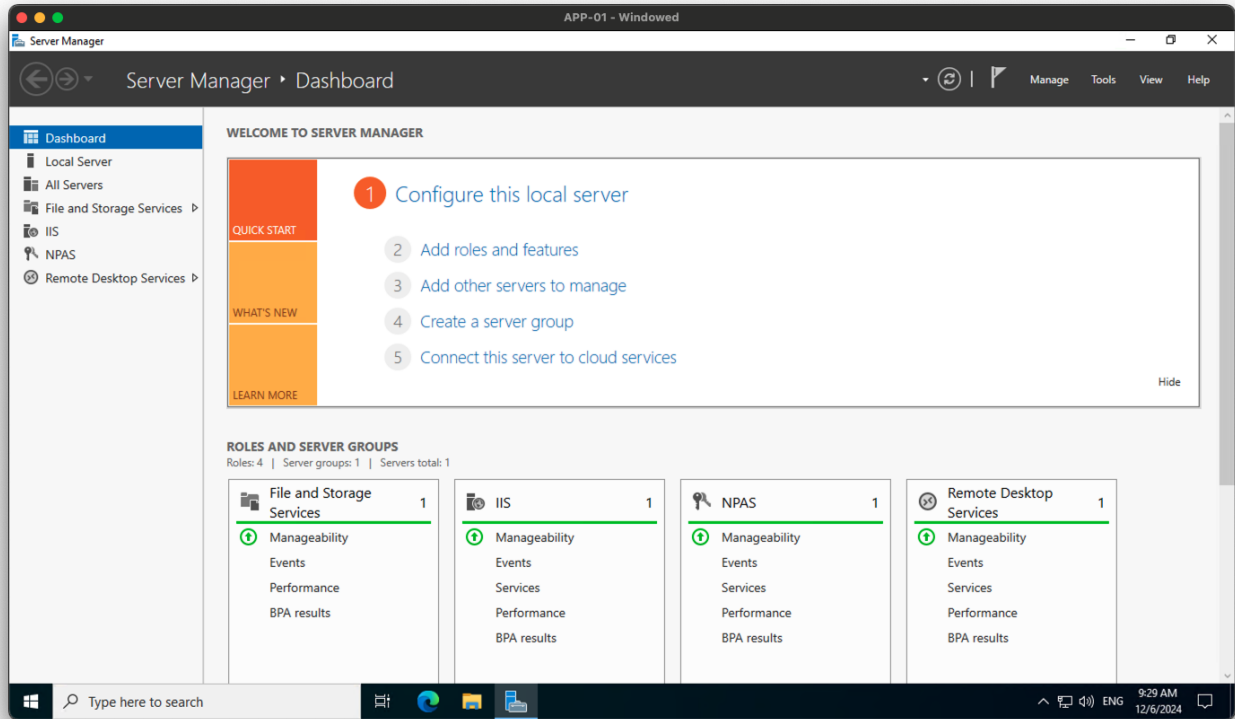 APP-01 - Windowed
Server Manager
Server Manager ‣ Dashboard
Manage Tools View Help
Dashboard
Local Server
All Servers
File and Storage Services
IIS
NPAS
Remote Desktop Services
WELCOME TO SERVER MANAGER
QUICK START
WHAT'S NEW
LEARN MORE
1 Configure this local server
2 Add roles and features
3 Add other servers to manage
4 Create a server group
5 Connect this server to cloud services
Hide
ROLES AND SERVER GROUPS
Roles: 4 | Server groups: 1 | Servers total: 1
File and Storage
Services 1
Manageability
Events
Performance
BPA results
IIS 1
Manageability
Events
Services
Performance
BPA results
NPAS 1
Manageability
Events
Services
Performance
BPA results
Remote Desktop
Services 1
Manageability
Events
Services
Performance
BPA results
Type here to search
ENG
9:29 AM
12/6/2024